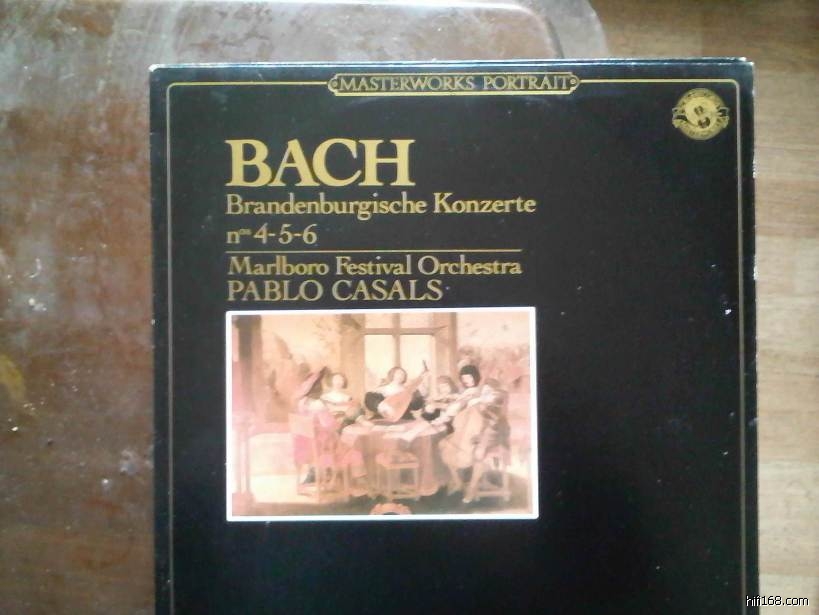 MASTERWORKS PORTRAIT
BACH
Brandenburgische Konzerte
nos 4-5-6
Marlboro Festival Orchestra
PABLO CASALS
hifi168.com